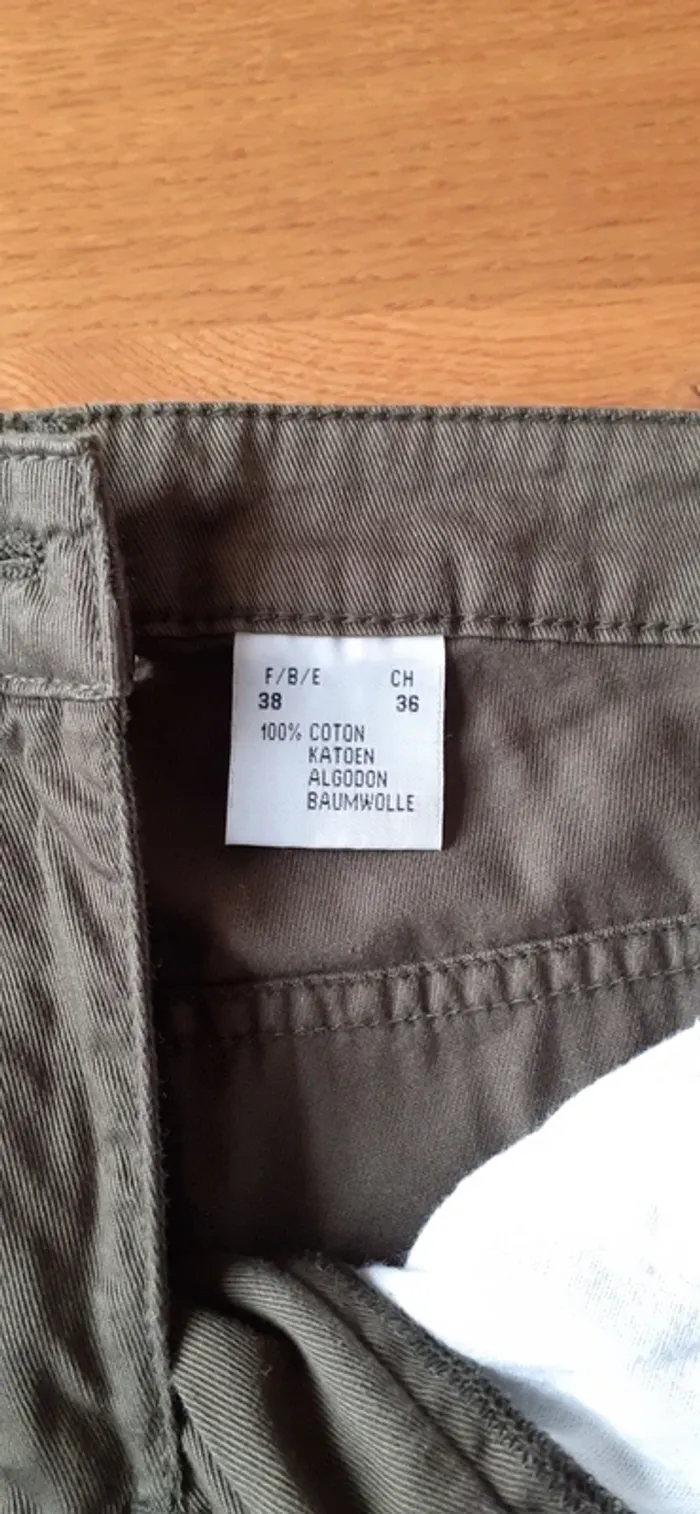 F/B/E CH
38 36
100% COTON
KATOEN
ALGODON
BAUMWOLLE